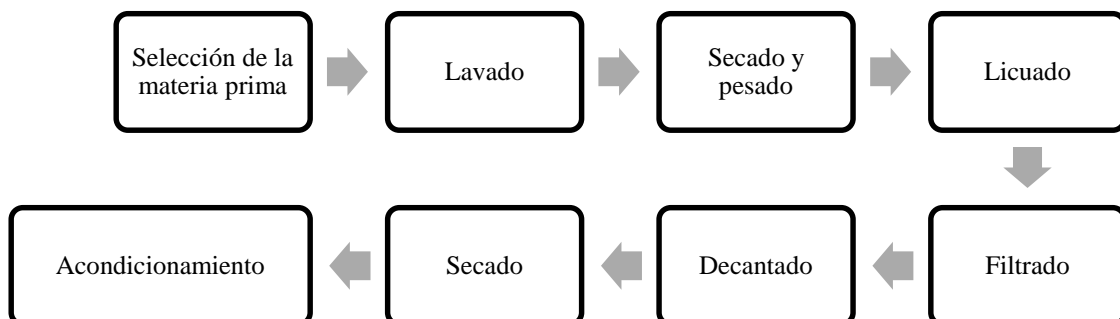 Selección de la
materia prima
Lavado
Secado y
pesado
Licuado
Filtrado
Decantado
Secado
Acondicionamiento